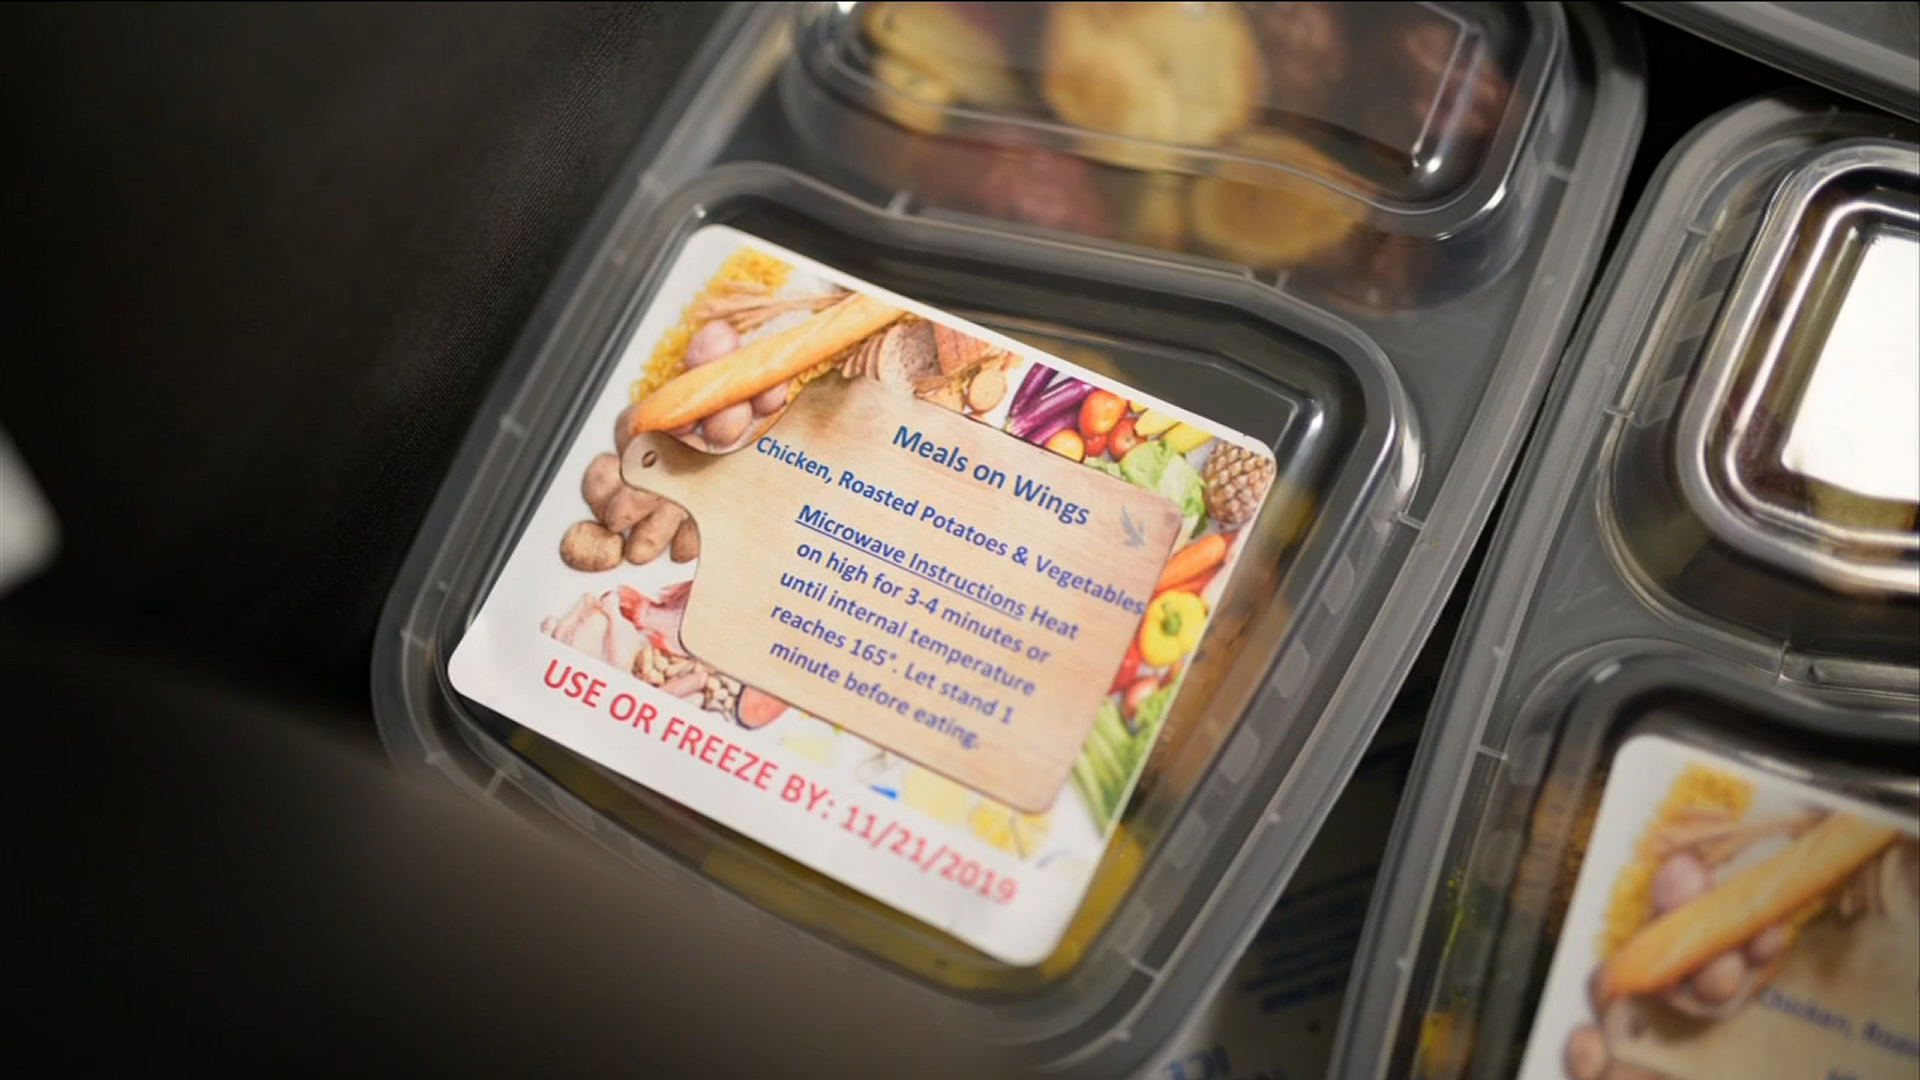 Meals on Wings
Chicken, Roasted Potatoes & Vegetables
Microwave Instructions Heat
on high for 3-4 minutes or
until internal temperature
reaches 165°. Let stand 1
minute before eating.
USE OR FREEZE BY: 11/21/2019
Chicken, Roas